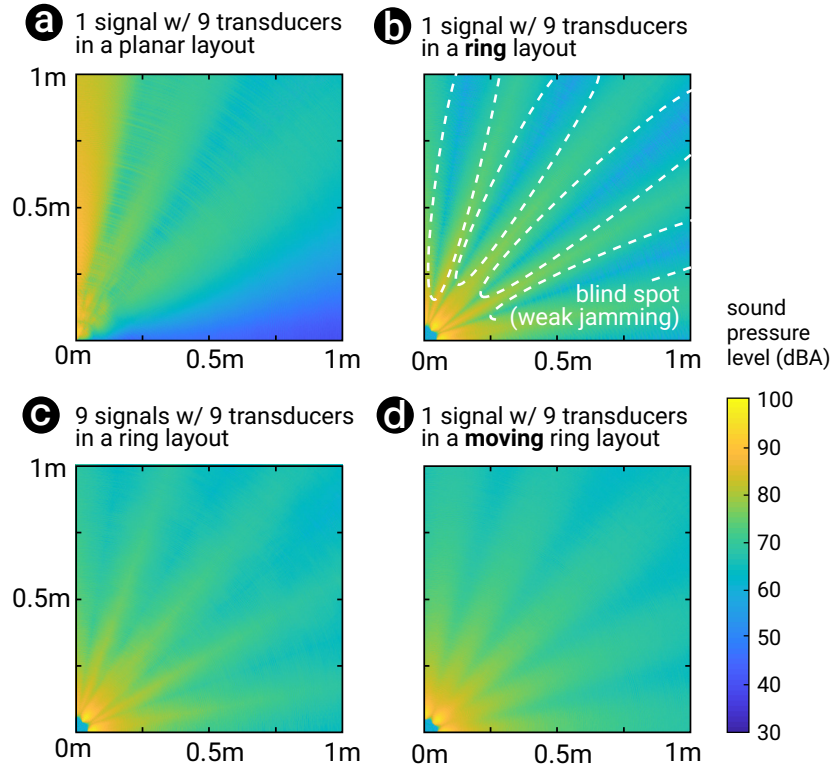 a
1 signal w/ 9 transducers
in a planar layout
1m
0.5m
0m
0m
0.5m
1m
b
1 signal w/ 9 transducers
in a ring layout
blind spot
(weak jamming)
0m
0.5m
1m
c
9 signals w/ 9 transducers
in a ring layout
1m
0.5m
0m
0m
0.5m
1m
d
1 signal w/ 9 transducers
in a moving ring layout
0m
0.5m
1m
sound
pressure
level (dBA)
100
90
80
70
60
50
40
30